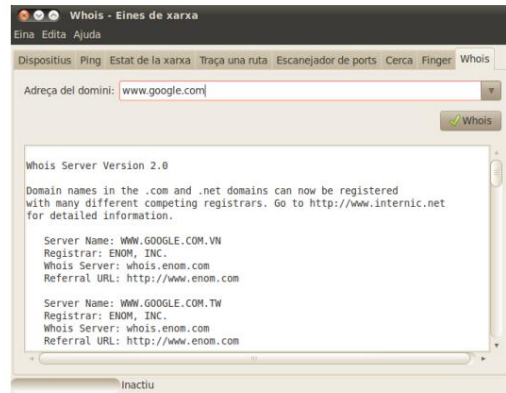 Whois - Eines de xarxa
Eina Edita Ajuda
Dispositius Ping Estat de la xarxa Traça una ruta Escanejador de ports Cerca Finger Whois
Adreça del domini: www.google.com
Whois
Whois Server Version 2.0
Domain names in the .com and .net domains can now be registered
with many different competing registrars. Go to http://www.internic.net
for detailed information.
Server Name: WWW.GOOGLE.COM.VN
Registrar: ENOM, INC.
Whois Server: whois.enom.com
Referral URL: http://www.enom.com
Server Name: WWW.GOOGLE.COM.TW
Registrar: ENOM, INC.
Whois Server: whois.enom.com
Referral URL: http://www.enom.com
Inactiu